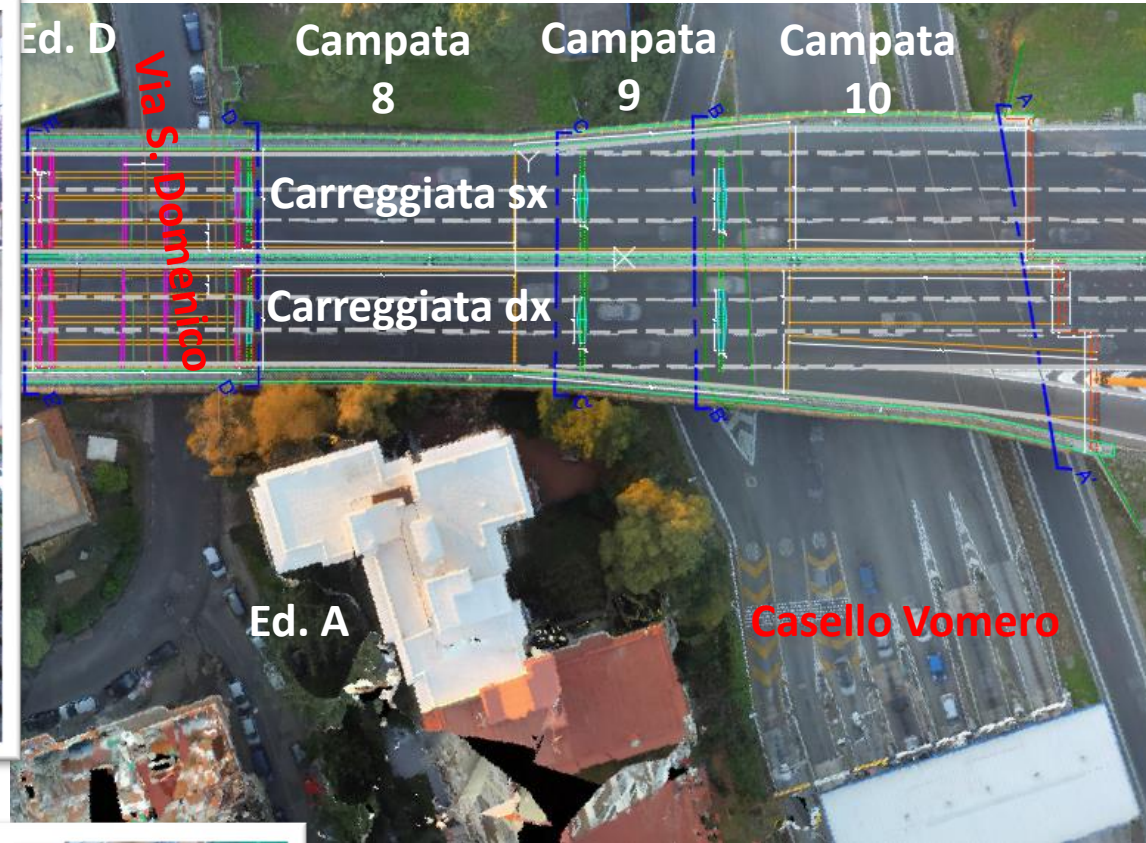 Ed. D
Via S. Domenico
Campata
8
Campata
9
Campata
10
A
B
C
D
E
Y
Carreggiata sx
X
Carreggiata dx
E'
D'
C'
B'
A'
Ed. A
Casello Vomero